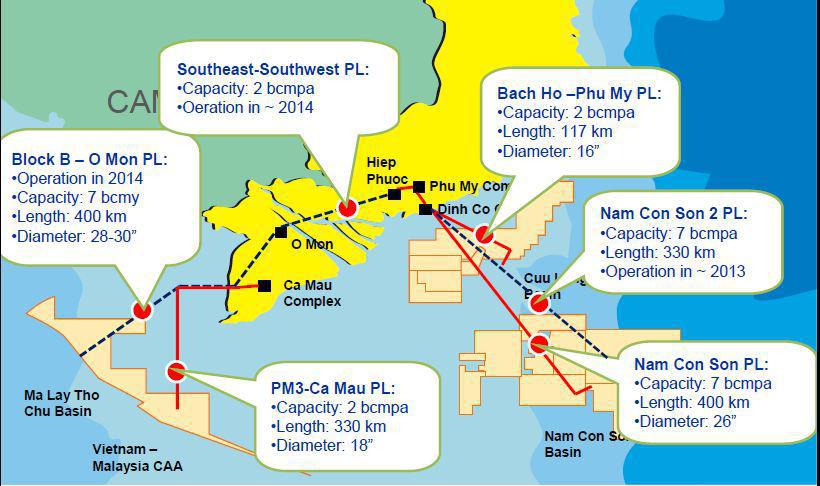 Southeast-Southwest PL:
•Capacity: 2 bcmpa
•Oeration in ~ 2014
CAM
Bach Ho –Phu My PL:
•Capacity: 2 bcmpa
•Length: 117 km
•Diameter: 16”
Block B – O Mon PL:
•Operation in 2014
•Capacity: 7 bcmy
•Length: 400 km
•Diameter: 28-30”
Hiep
Phuoc
Phu My Com
Dinh Co
Nam Con Son 2 PL:
•Capacity: 7 bcmpa
•Length: 330 km
•Operation in ~ 2013
O Mon
Ca Mau
Complex
Cuu Long
Basin
Nam Con Son PL:
•Capacity: 7 bcmpa
•Length: 400 km
•Diameter: 26”
PM3-Ca Mau PL:
•Capacity: 2 bcmpa
•Length: 330 km
•Diameter: 18”
Ma Lay Tho
Chu Basin
Vietnam –
Malaysia CAA
Nam Con Son
Basin